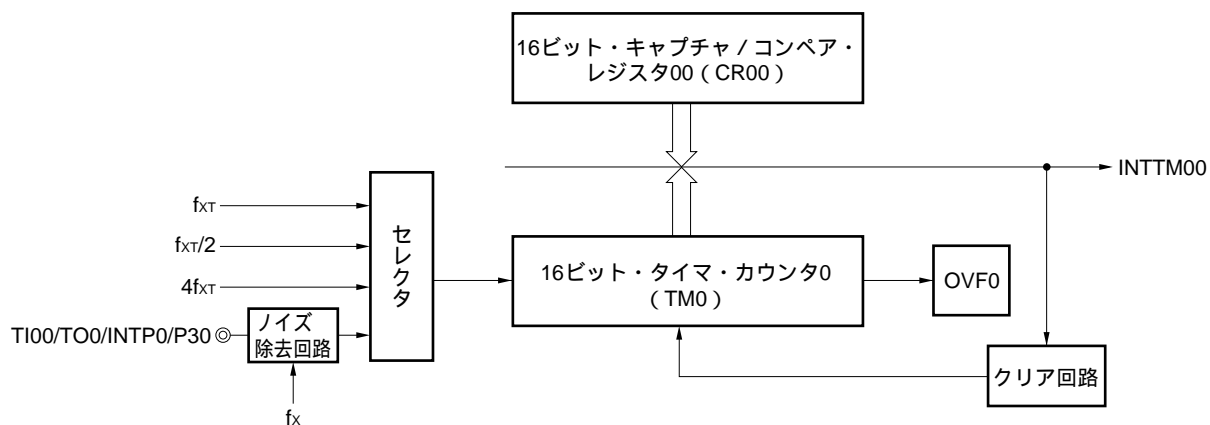 16ビット・キャプチャ / コンペア・
レジスタ00 ( CR00 )
INTTM00
fXT
fXT/2
4fXT
TI00/TO0/INTP0/P30
ノイズ
除去回路
fX
セレクタ
16ビット・タイマ・カウンタ0
( TM0 )
OVF0
クリア回路